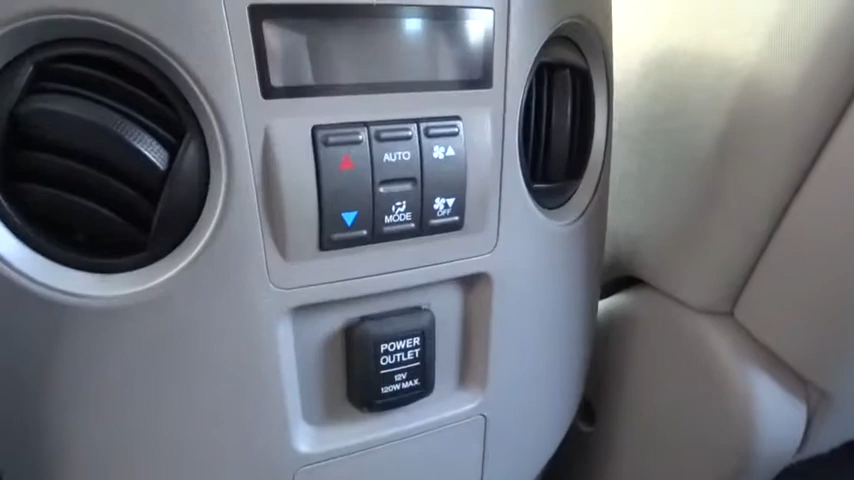 AUTO
MODE
OFF
POWER
OUTLET
12V
120W MAX.